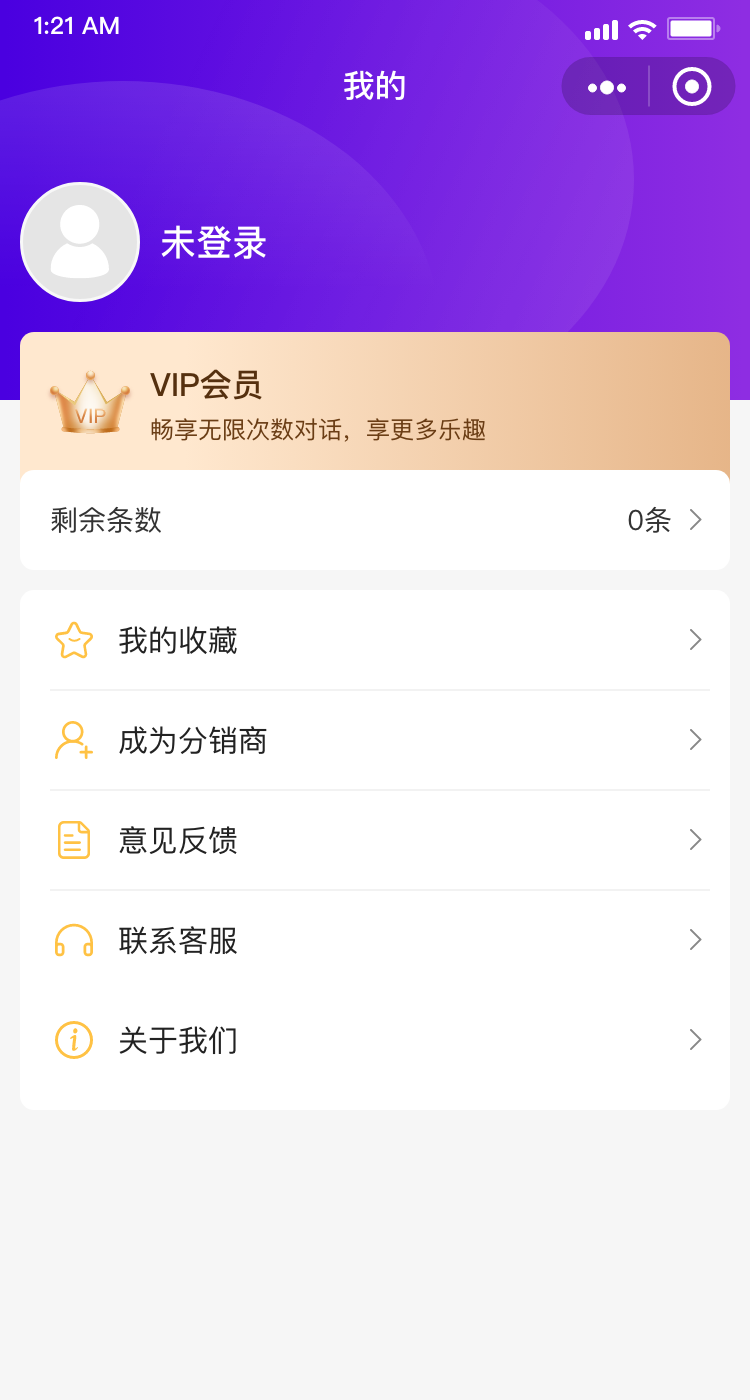 1:21 AM
我的
未登录
VIP
VIP会员
畅享无限次数对话，享更多乐趣
剩余条数
0条
我的收藏
成为分销商
意见反馈
联系客服
关于我们